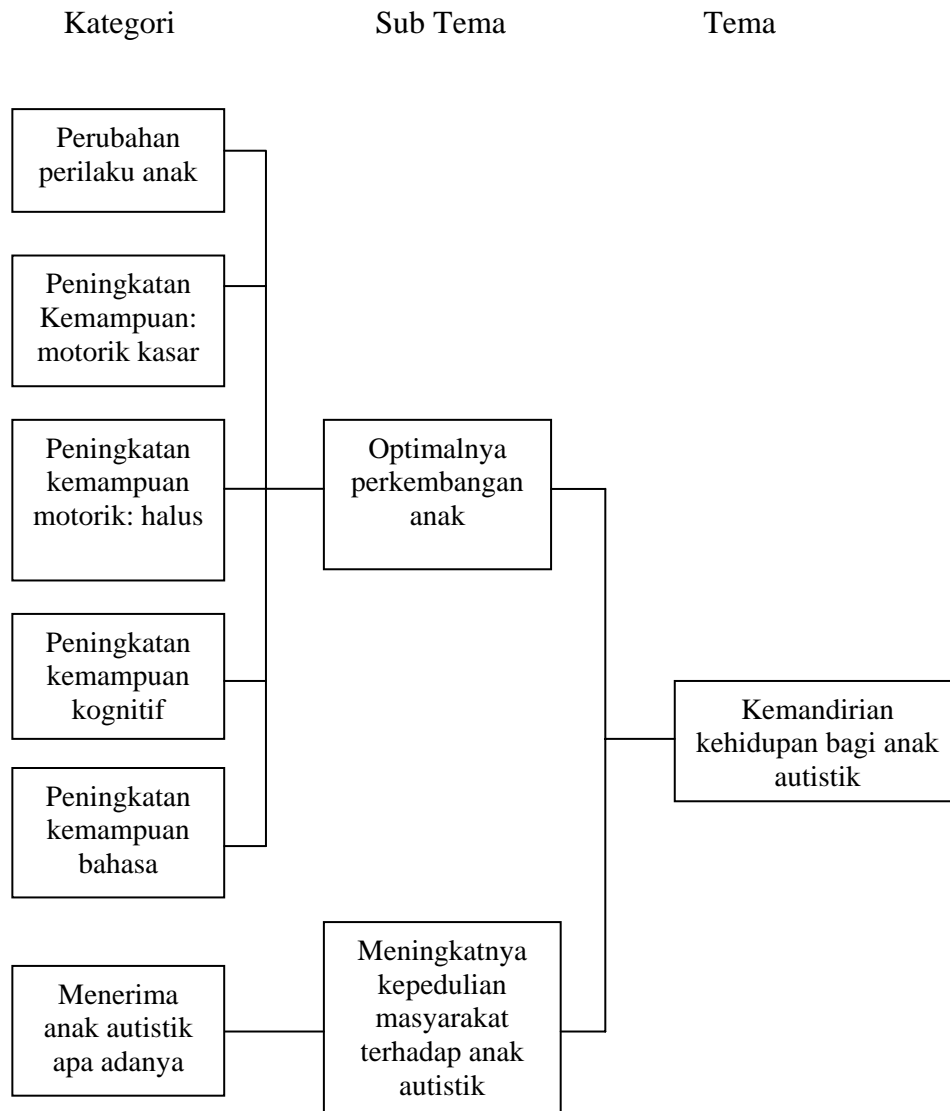 Kategori Sub Tema Tema
Perubahan
perilaku anak
Peningkatan
Kemampuan:
motorik kasar
Peningkatan
kemampuan
motorik: halus
Peningkatan
kemampuan
kognitif
Peningkatan
kemampuan
bahasa
Menerima
anak autistik
apa adanya
Optimalnya
perkembangan
anak
Meningkatnya
kepedulian
masyarakat
terhadap anak
autistik
Kemandirian
kehidupan bagi anak
autistik